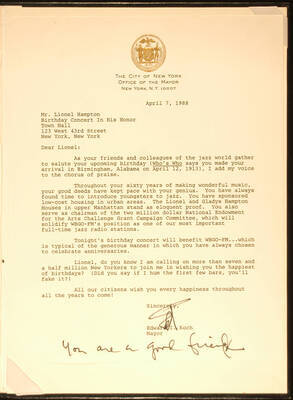 THE CITY OF NEW YORK
OFFICE OF THE MAYOR
NEW YORK, N.Y. 10007
April 7, 1988
Mr. Lionel Hampton
Birthday Concert In His Honor
Town Hall
123 West 43rd Street
New York, New York
Dear Lionel:
As your friends and colleagues of the jazz world gather
to salute your upcoming birthday (Who's Who says you made your
arrival in Birmingham, Alabama on April 12, 1913), I add my voice to
the chorus of praise.
Throughout your sixty years of making wonderful music,
your good deeds have kept pace with your genius. You have always
found time to introduce youngsters to jazz. You have sponsored
low-cost housing in urban areas. The Lionel and Gladys Hampton
Houses in upper Manhattan stand as eloquent proof. You also
serve as chairman of the two million dollar National Endowment
for the Arts Challenge Grant Campaign Committee, which will
solidify WBGO-FM's position as one of our most important
full-time jazz radio stations.
Tonight's birthday concert will benefit WBGO-FM...which
is typical of the generous manner in which you have always chosen
to celebrate anniversaries.
Lionel, do you know I am calling on more than seven and
a half million New Yorkers to join me in wishing you the happiest
of birthdays? (Did you say if I hum the first few bars, you'll
fake it?)
All our citizens wish you every happiness throughout
all the years to come!
Sincerely,
Edward I. Koch
Mayor
You are a good friend